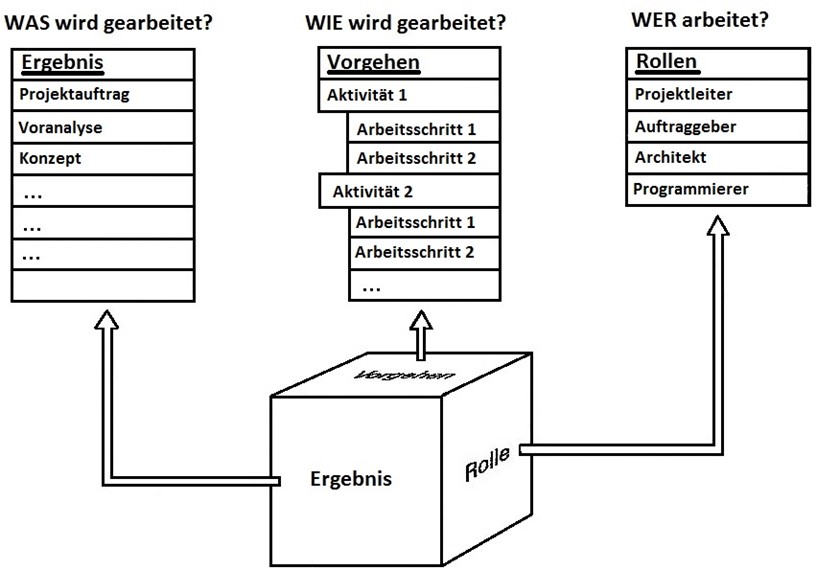 WAS wird gearbeitet?
Ergebnis
Projektauftrag
Voranalyse
Konzept
...
...
...
WIE wird gearbeitet?
Vorgehen
Aktivität 1
Arbeitsschritt 1
Arbeitsschritt 2
Aktivität 2
Arbeitsschritt 1
Arbeitsschritt 2
...
WER arbeitet?
Rollen
Projektleiter
Auftraggeber
Architekt
Programmierer
Vorgehen
Ergebnis
Rolle